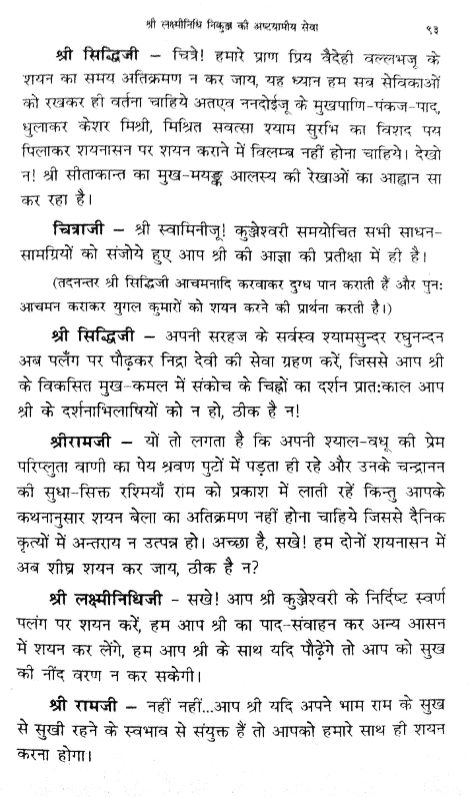 श्री लक्ष्मीनिधि निकुञ्ज की अष्टयामीय सेवा ९३
श्री सिद्धिजी – चित्रे! हमारे प्राण प्रिय वैदेही वल्लभजू के
शयन का समय अतिक्रमण न कर जाय, यह ध्यान हम सब सेविकाओं
को रखकर ही वर्तना चाहिये अतएव ननदोईजू के मुखपाणि-पंकज-पाद,
धुलाकर केशर मिश्री, मिश्रित सवत्सा श्याम सुरभि का विशद पय
पिलाकर शयनासन पर शयन कराने में विलम्ब नहीं होना चाहिये। देखो
न! श्री सीताकान्त का मुख-मयङ्क आलस्य की रेखाओं का आह्वान सा
कर रहा है।
चित्राजी – श्री स्वामिनीजू! कुञ्जेश्वरी समयोचित सभी साधन-
सामग्रियों को संजोये हुए आप श्री की आज्ञा की प्रतीक्षा में ही है।
(तदनन्तर श्री सिद्धिजी आचमनादि करवाकर दुग्ध पान कराती हैं और पुनः
आचमन कराकर युगल कुमारों को शयन करने की प्रार्थना करती है।)
श्री सिद्धिजी – अपनी सरहज के सर्वस्व श्यामसुन्दर रघुनन्दन
अब पलँग पर पौढ़कर निद्रा देवी की सेवा ग्रहण करें, जिससे आप श्री
के विकसित मुख-कमल में संकोच के चिह्नों का दर्शन प्रातःकाल आप
श्री के दर्शनाभिलाषियों को न हो, ठीक है न!
श्रीरामजी – यों तो लगता है कि अपनी श्याल-वधू की प्रेम
परिप्लुता वाणी का पेय श्रवण पुटों में पड़ता ही रहे और उनके चन्द्रानन
की सुधा-सिक्त रश्मियाँ राम को प्रकाश में लाती रहें किन्तु आपके
कथनानुसार शयन बेला का अतिक्रमण नहीं होना चाहिये जिससे दैनिक
कृत्यों में अन्तराय न उत्पन्न हो। अच्छा है, सखे! हम दोनों शयनासन में
अब शीघ्र शयन कर जाय, ठीक है न?
श्री लक्ष्मीनिधिजी - सखे! आप श्री कुञ्जेश्वरी के निर्दिष्ट स्वर्ण
पलंग पर शयन करें, हम आप श्री का पाद-संवाहन कर अन्य आसन
में शयन कर लेंगे, हम आप श्री के साथ यदि पौढ़ेंगे तो आप को सुख
की नींद वरण न कर सकेगी।
श्री रामजी – नहीं नहीं...आप श्री यदि अपने भाम राम के सुख
से सुखी रहने के स्वभाव से संयुक्त हैं तो आपको हमारे साथ ही शयन
करना होगा।